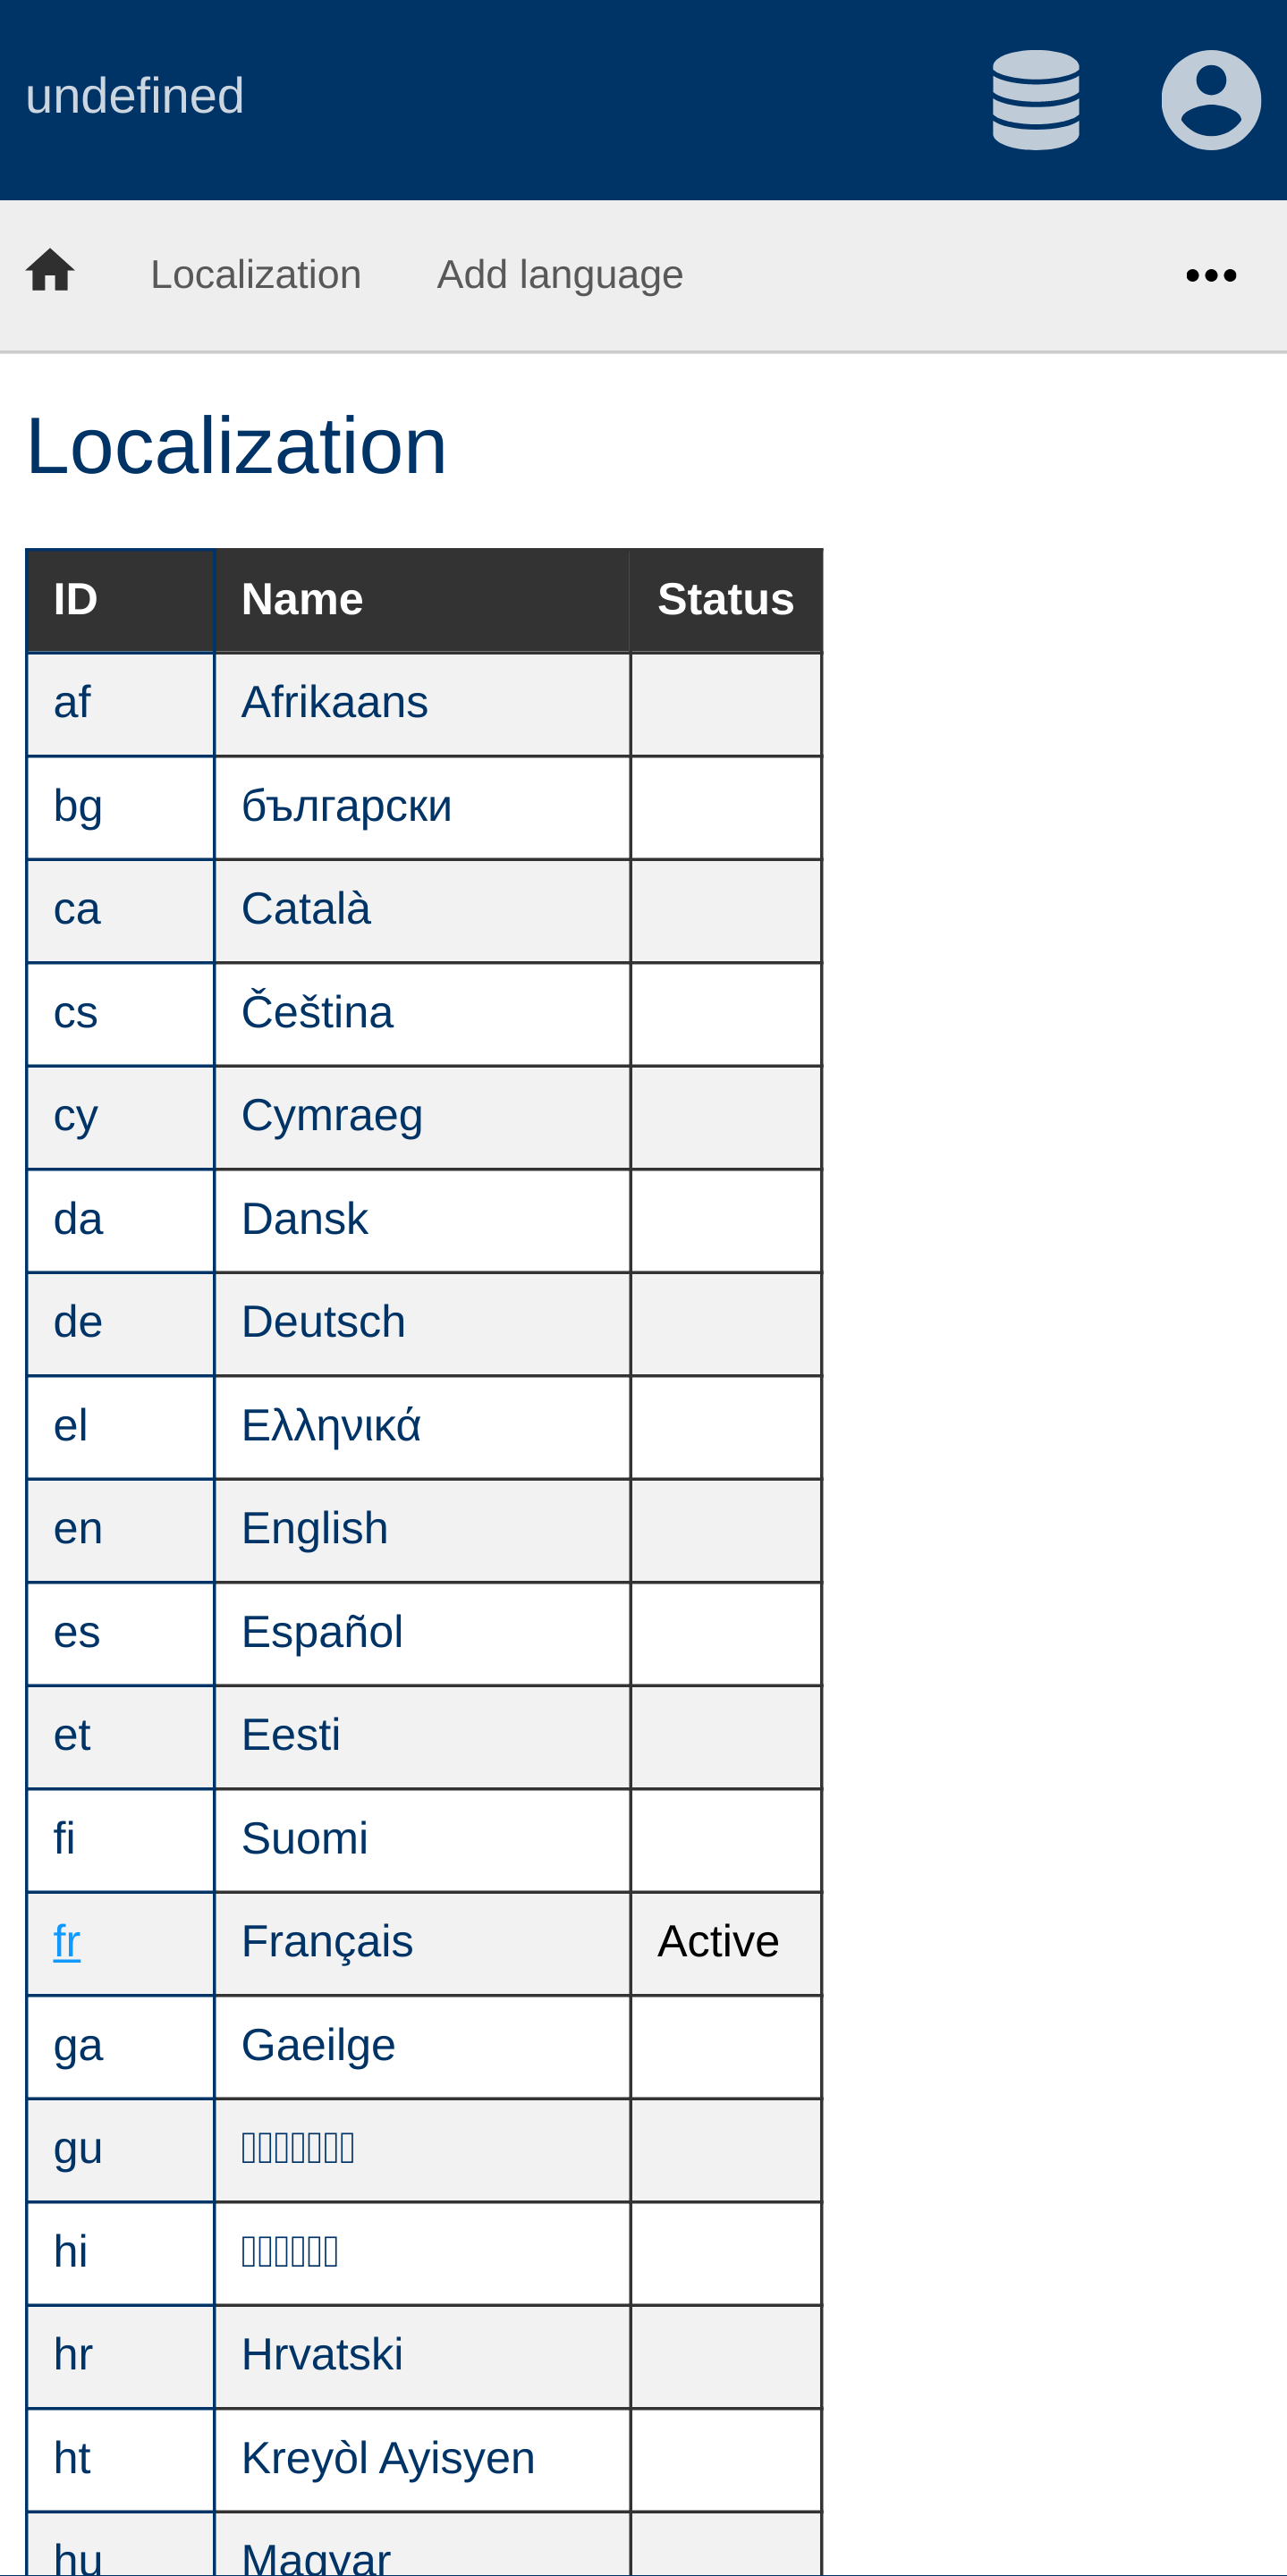 undefined
Localization Add language
Localization
ID Name Status
af Afrikaans
bg български
ca Català
cs Čeština
cy Cymraeg
da Dansk
de Deutsch
el Ελληνικά
en English
es Español
et Eesti
fi Suomi
fr Français Active
ga Gaeilge
gu
hi
hr Hrvatski
ht Kreyòl Ayisyen
hu Magyar